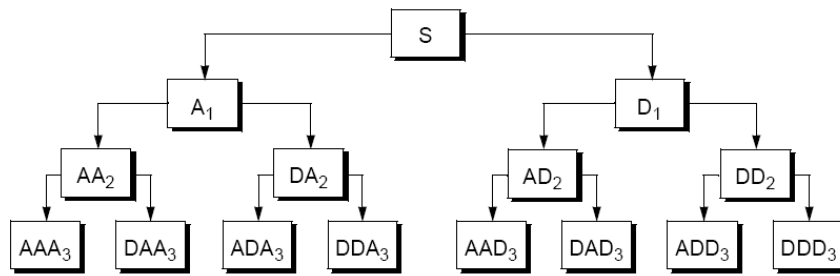 S
A₁ D₁
AA₂ DA₂ AD₂ DD₂
AAA₃ DAA₃ ADA₃ DDA₃ AAD₃ DAD₃ ADD₃ DDD₃